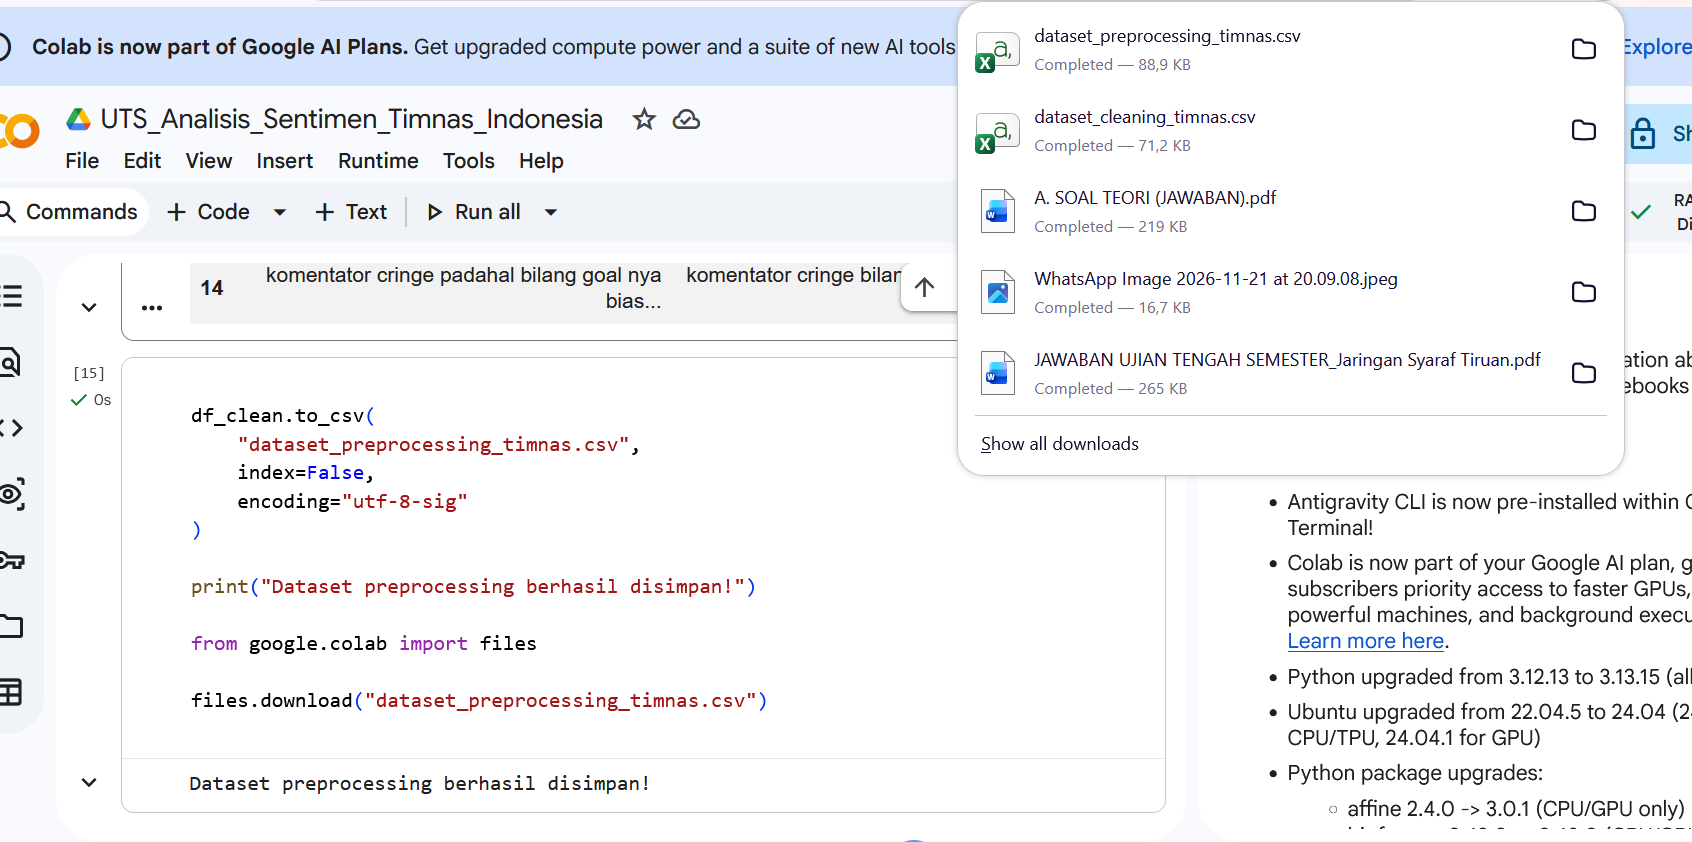 Colab is now part of Google AI Plans. Get upgraded compute power and a suite of new AI tools
Explore
UTS_Analisis_Sentimen_Timnas_Indonesia
File Edit View Insert Runtime Tools Help
Commands + Code + Text Run all
14 komentator cringe padahal bilang goal nya bias...
komentator cringe bilan
[15]
0s
df_clean.to_csv(
"dataset_preprocessing_timnas.csv",
index=False,
encoding="utf-8-sig"
)
print("Dataset preprocessing berhasil disimpan!")
from google.colab import files
files.download("dataset_preprocessing_timnas.csv")
Dataset preprocessing berhasil disimpan!
dataset_preprocessing_timnas.csv
Completed — 88,9 KB
dataset_cleaning_timnas.csv
Completed — 71,2 KB
A. SOAL TEORI (JAWABAN).pdf
Completed — 219 KB
WhatsApp Image 2026-11-21 at 20.09.08.jpeg
Completed — 16,7 KB
JAWABAN UJIAN TENGAH SEMESTER_Jaringan Syaraf Tiruan.pdf
Completed — 265 KB
Show all downloads
Sh
RA
Di
ation ab
ebooks
• Antigravity CLI is now pre-installed within C
Terminal!
• Colab is now part of your Google AI plan, g
subscribers priority access to faster GPUs,
powerful machines, and background execu
Learn more here.
• Python upgraded from 3.12.13 to 3.13.15 (all
• Ubuntu upgraded from 22.04.5 to 24.04 (24
CPU/TPU, 24.04.1 for GPU)
• Python package upgrades:
◦ affine 2.4.0 -> 3.0.1 (CPU/GPU only)